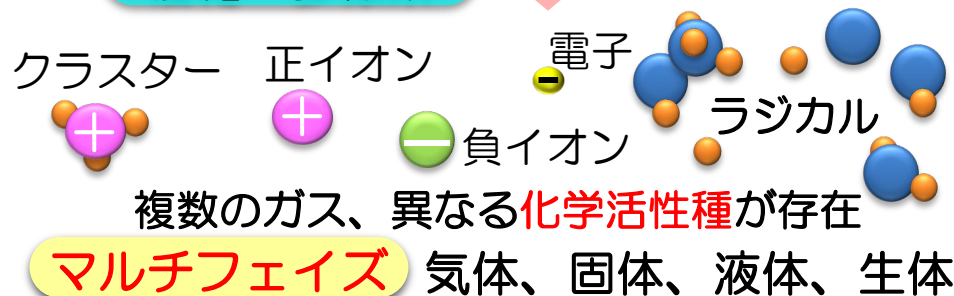 電子
クラスター 正イオン
ラジカル
負イオン
複数のガス、異なる化学活性種が存在
マルチフェイズ 気体、固体、液体、生体